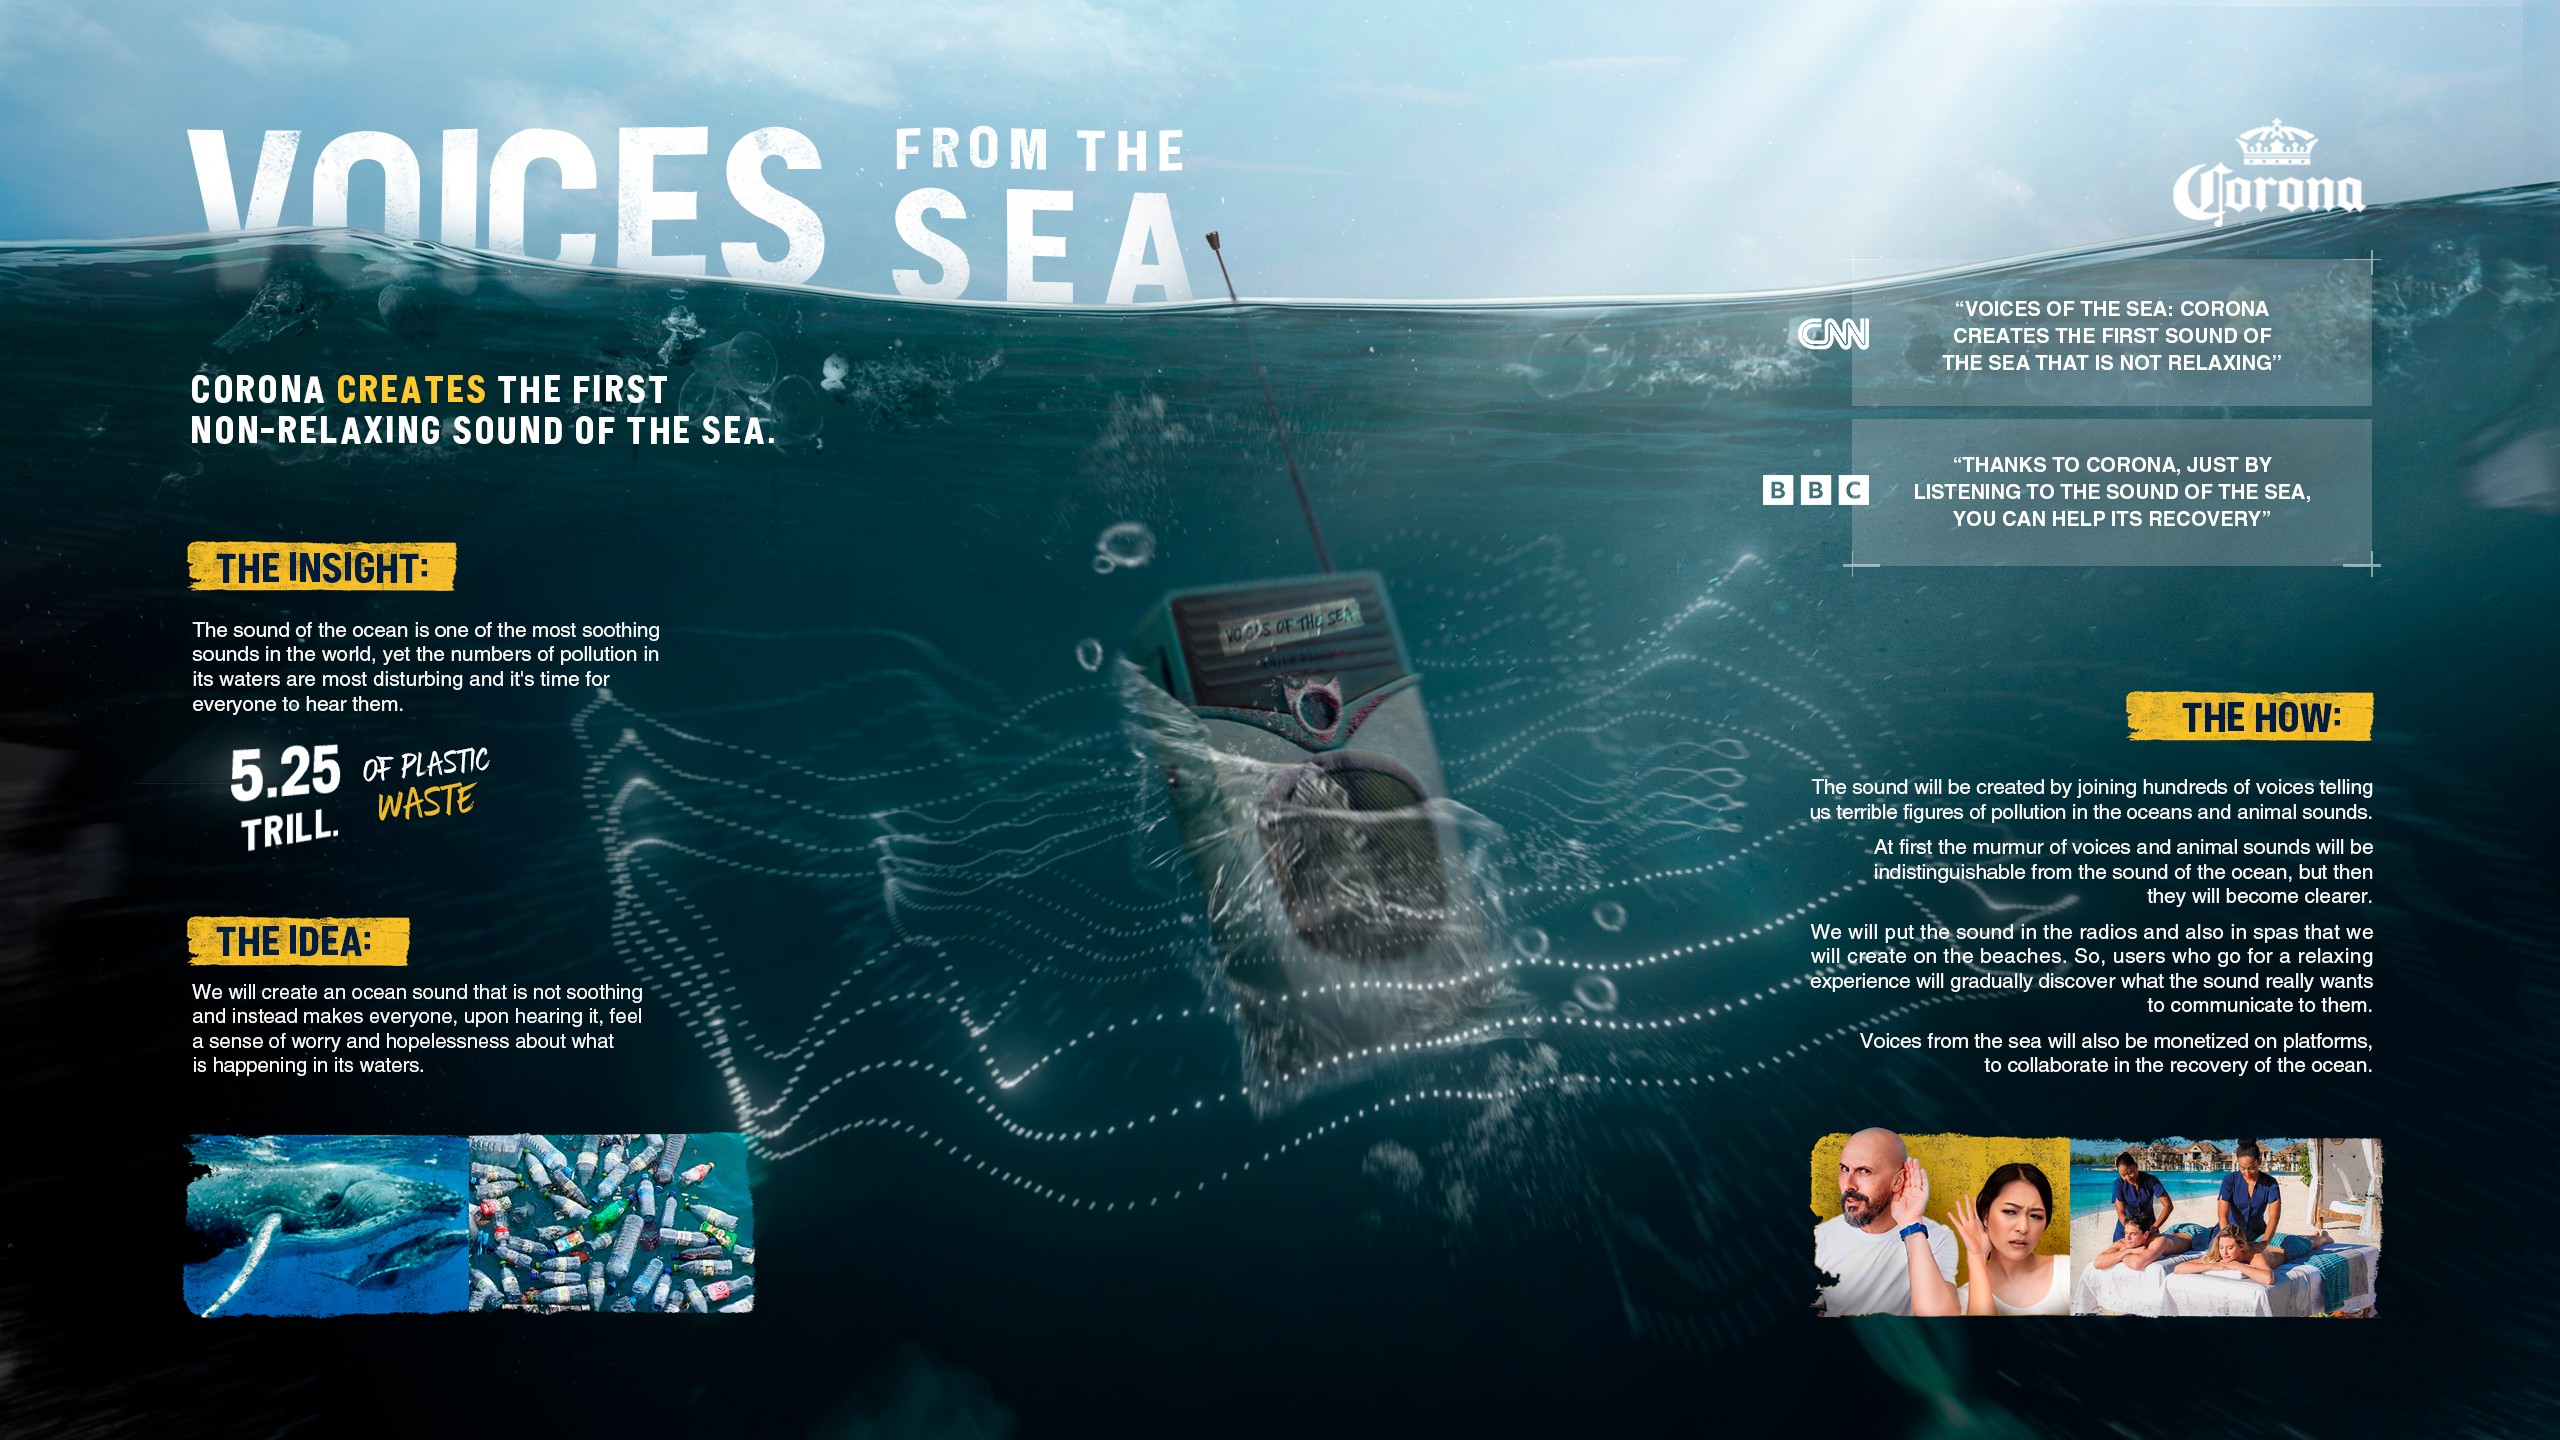 VOICES FROM THE
SEA
Corona
CORONA CREATES THE FIRST
NON-RELAXING SOUND OF THE SEA.
THE INSIGHT:
The sound of the ocean is one of the most soothing
sounds in the world, yet the numbers of pollution in
its waters are most disturbing and it's time for
everyone to hear them.
5.25
TRILL.
OF PLASTIC
WASTE
THE IDEA:
We will create an ocean sound that is not soothing
and instead makes everyone, upon hearing it, feel
a sense of worry and hopelessness about what
is happening in its waters.
VOICES OF THE SEA
CNN
“VOICES OF THE SEA: CORONA
CREATES THE FIRST SOUND OF
THE SEA THAT IS NOT RELAXING”
BBC
“THANKS TO CORONA, JUST BY
LISTENING TO THE SOUND OF THE SEA,
YOU CAN HELP ITS RECOVERY”
THE HOW:
The sound will be created by joining hundreds of voices telling
us terrible figures of pollution in the oceans and animal sounds.
At first the murmur of voices and animal sounds will be
indistinguishable from the sound of the ocean, but then
they will become clearer.
We will put the sound in the radios and also in spas that we
will create on the beaches. So, users who go for a relaxing
experience will gradually discover what the sound really wants
to communicate to them.
Voices from the sea will also be monetized on platforms,
to collaborate in the recovery of the ocean.